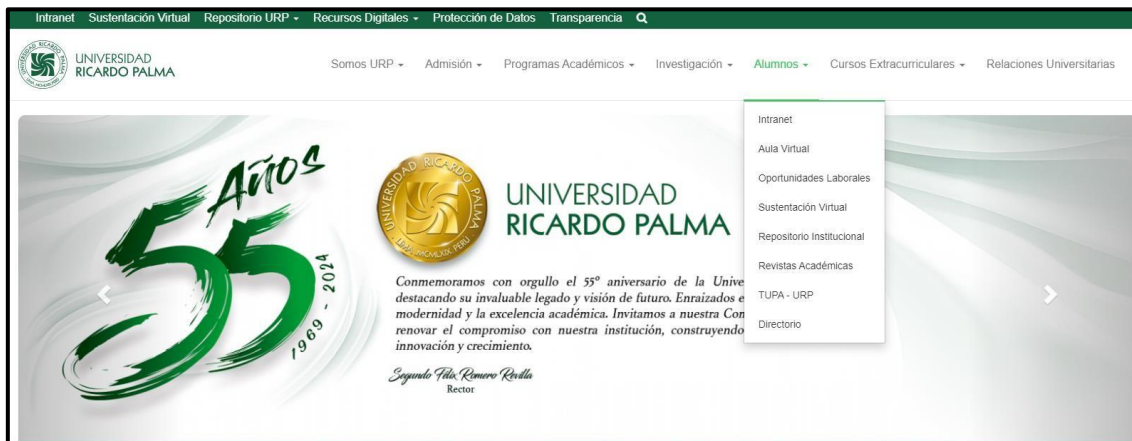 Intranet Sustentación Virtual Repositorio URP Recursos Digitales Protección de Datos Transparencia
UNIVERSIDAD
RICARDO PALMA
Somos URP Admisión Programas Académicos Investigación Alumnos Cursos Extracurriculares Relaciones Universitarias
Intranet
Aula Virtual
Oportunidades Laborales
Sustentación Virtual
Repositorio Institucional
Revistas Académicas
TUPA - URP
Directorio
55 Años
1969 - 2024
UNIVERSIDAD RICARDO PALMA
UNIVERSIDAD
RICARDO PALMA
Conmemoramos con orgullo el 55º aniversario de la Unive
destacando su invaluable legado y visión de futuro. Enraizados e
modernidad y la excelencia académica. Invitamos a nuestra Con
renovar el compromiso con nuestra institución, construyendo
innovación y crecimiento.
Segundo Félix Romero Revilla
Rector